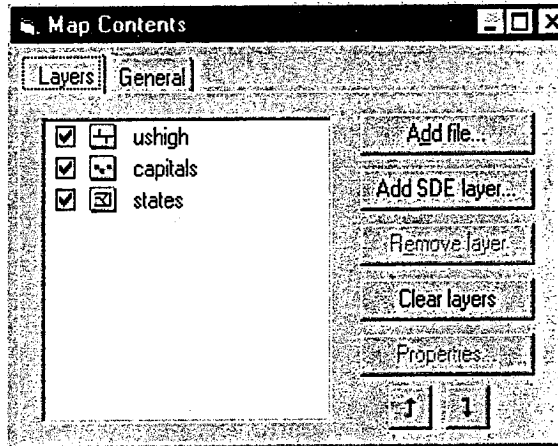 Map Contents
Layers General
ushigh
capitals
states
Add file...
Add SDE layer...
Remove layer
Clear layers
Properties...